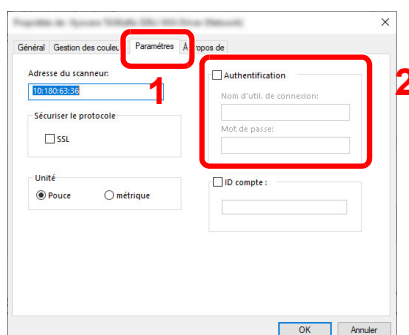 Général Gestion des couleu Paramètres À propos de
1
2
Adresse du scanneur:
10:180:63:36
Sécuriser le protocole
SSL
Unité
Pouce métrique
Authentification
Nom d'util. de connexion:
Mot de passe:
ID compte :
OK Annuler